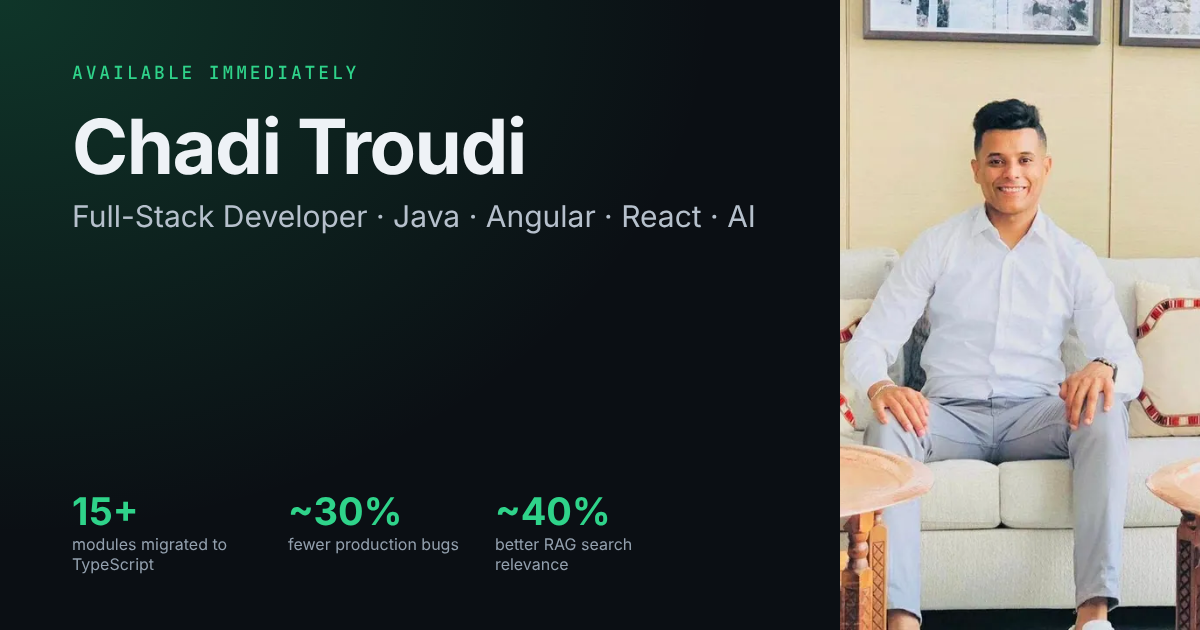 AVAILABLE IMMEDIATELY
Chadi Troudi
Full-Stack Developer · Java · Angular · React · AI
15+
modules migrated to
TypeScript
~30%
fewer production bugs
~40%
better RAG search
relevance